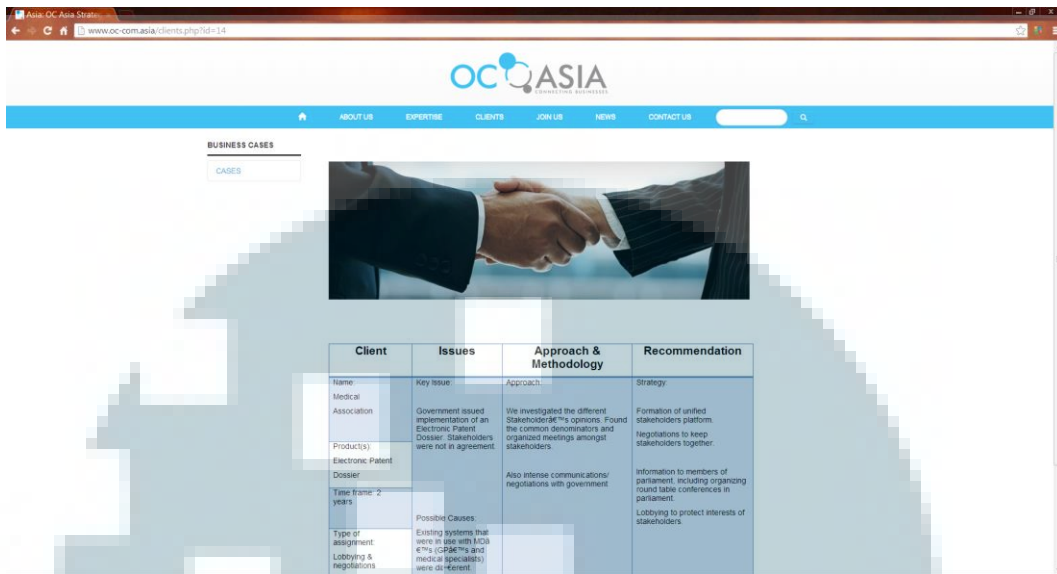 Asia: OC Asia Strate
www.oc-com.asia/clients.php?id=14
OC ASIA
CONNECTING BUSINESSES
ABOUT US EXPERTISE CLIENTS JOIN US NEWS CONTACT US
BUSINESS CASES
CASES
Client Issues Approach & Recommendation
Methodology
Name: Key Issue: Approach: Strategy:
Medical
Association Government issued We investigated the different Formation of unified
implementation of an Stakeholderâ€™s opinions. Found stakeholders platform.
Electronic Patent the common denominators and Negotiations to keep
Dossier. Stakeholders organized meetings amongst stakeholders together.
were not in agreement. stakeholders.
Product(s):
Electronic Patent
Dossier Also intense communications/ Information to members of
negotiations with government parliament, including organizing
round table conferences in
parliament.
Time frame: 2
years
Possible Causes: Lobbying to protect interests of
stakeholders.
Type of Existing systems that
assignment: were in use with MDâ
Lobbying & €™s (GPâ€™s and
negotiations medical specialists)
were